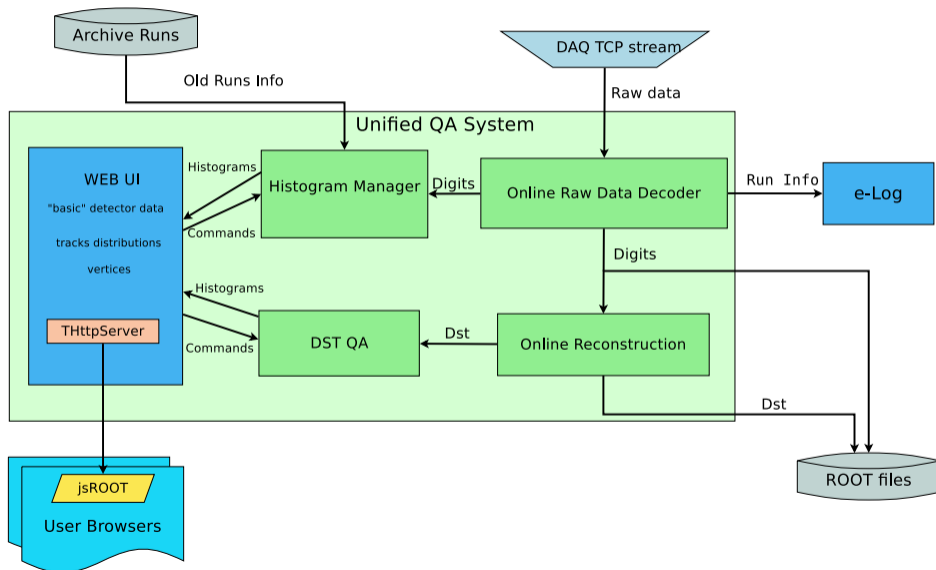 Archive Runs
DAQ TCP stream
Old Runs Info
Raw data
Unified QA System
WEB UI
"basic" detector data
tracks distributions
vertices
THttpServer
Histograms
Commands
Histogram Manager
Digits
Online Raw Data Decoder
Run Info
e-Log
Digits
Histograms
Commands
DST QA
Dst
Online Reconstruction
Dst
ROOT files
jsROOT
User Browsers